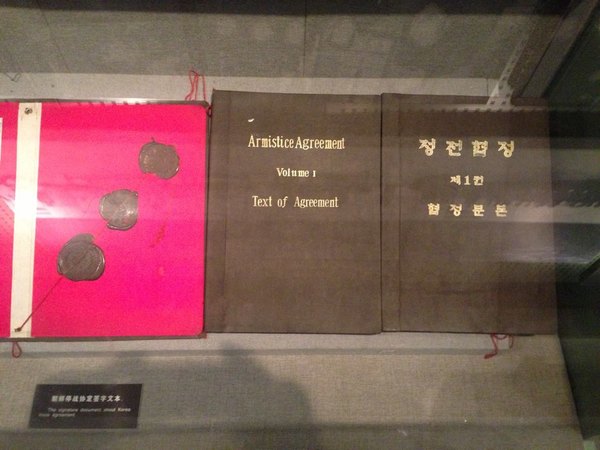 Armistice Agreement
Volume I
Text of Agreement
정전협정
제1권
협정본문
朝鲜停战协定签字文本
The signature document about Korea
truce agreement